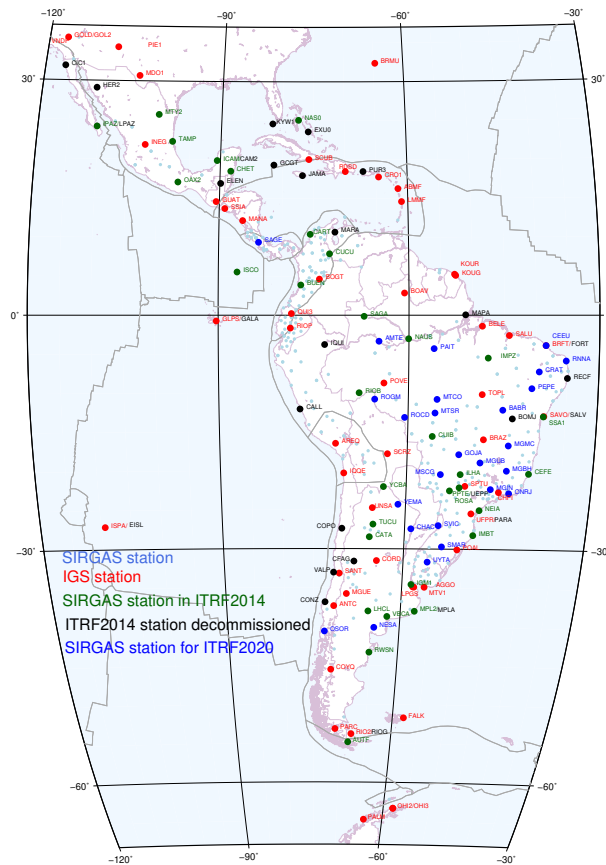 −120˚
−90˚
−60˚
−30˚
GOLD/GOL2
PIE1
CIC1
MDO1
BRMU
30˚
30˚
HER2
MTY2
NAS0
KYW1
EXU0
IPAZ/LPAZ
TAMP
INEG
ICAM/CAM2
SCUB
GCGT
CHET
RDSD
PUR3
JAMA
CRO1
OAX2
ELEN
ABMF
GUAT
LMMF
SSIA
MANA
CART
MARA
SAGE
CUCU
KOUR
ISCO
KOUG
BOGT
BUEN
BOAV
0˚
0˚
QUI3
SAGA
MAPA
GLPS/GALA
BELE
RIOP
SALU
CEEU
AMTE
NAUS
IQUI
PAIT
BRFT/FORT
IMPZ
RNNA
CRAT
RECF
POVE
PEPE
RIOB
TOPL
ROGM
MTCO
CALL
BABR
MTSR
ROCD
BOMJ
SAVO/SALV
SSA1
CUIB
AREQ
BRAZ
MGMC
SCRZ
GOJA
MGUB
IQQE
MSCG
ILHA
MGBH
CEFE
YCBA
SPTU
PPTE/UEPP
MGIN
ONRJ
ROSA
UNSA
YEMA
NEIA
UFPR/PARA
TUCU
ISPA/ EISL
COPO
CHAC
SVIC
CATA
IMBT
SMAR
POAL
SIRGAS station
CFAG
CORD
UYTA
IGS station
VALP
SANT
AGGO
LPGS
MTV1
SIRGAS station in ITRF2014
MGUE
CONZ
ANTC
LHCL
VBCA
MPL2/MPLA
ITRF2014 station decommissioned
OSOR
NESA
SIRGAS station for ITRF2020
RWSN
COYQ
FALK
PARC
RIO2/RIOG
AUTF
−60˚
−60˚
OHI2/OHI3
PALM
−120˚
−90˚
−60˚
−30˚